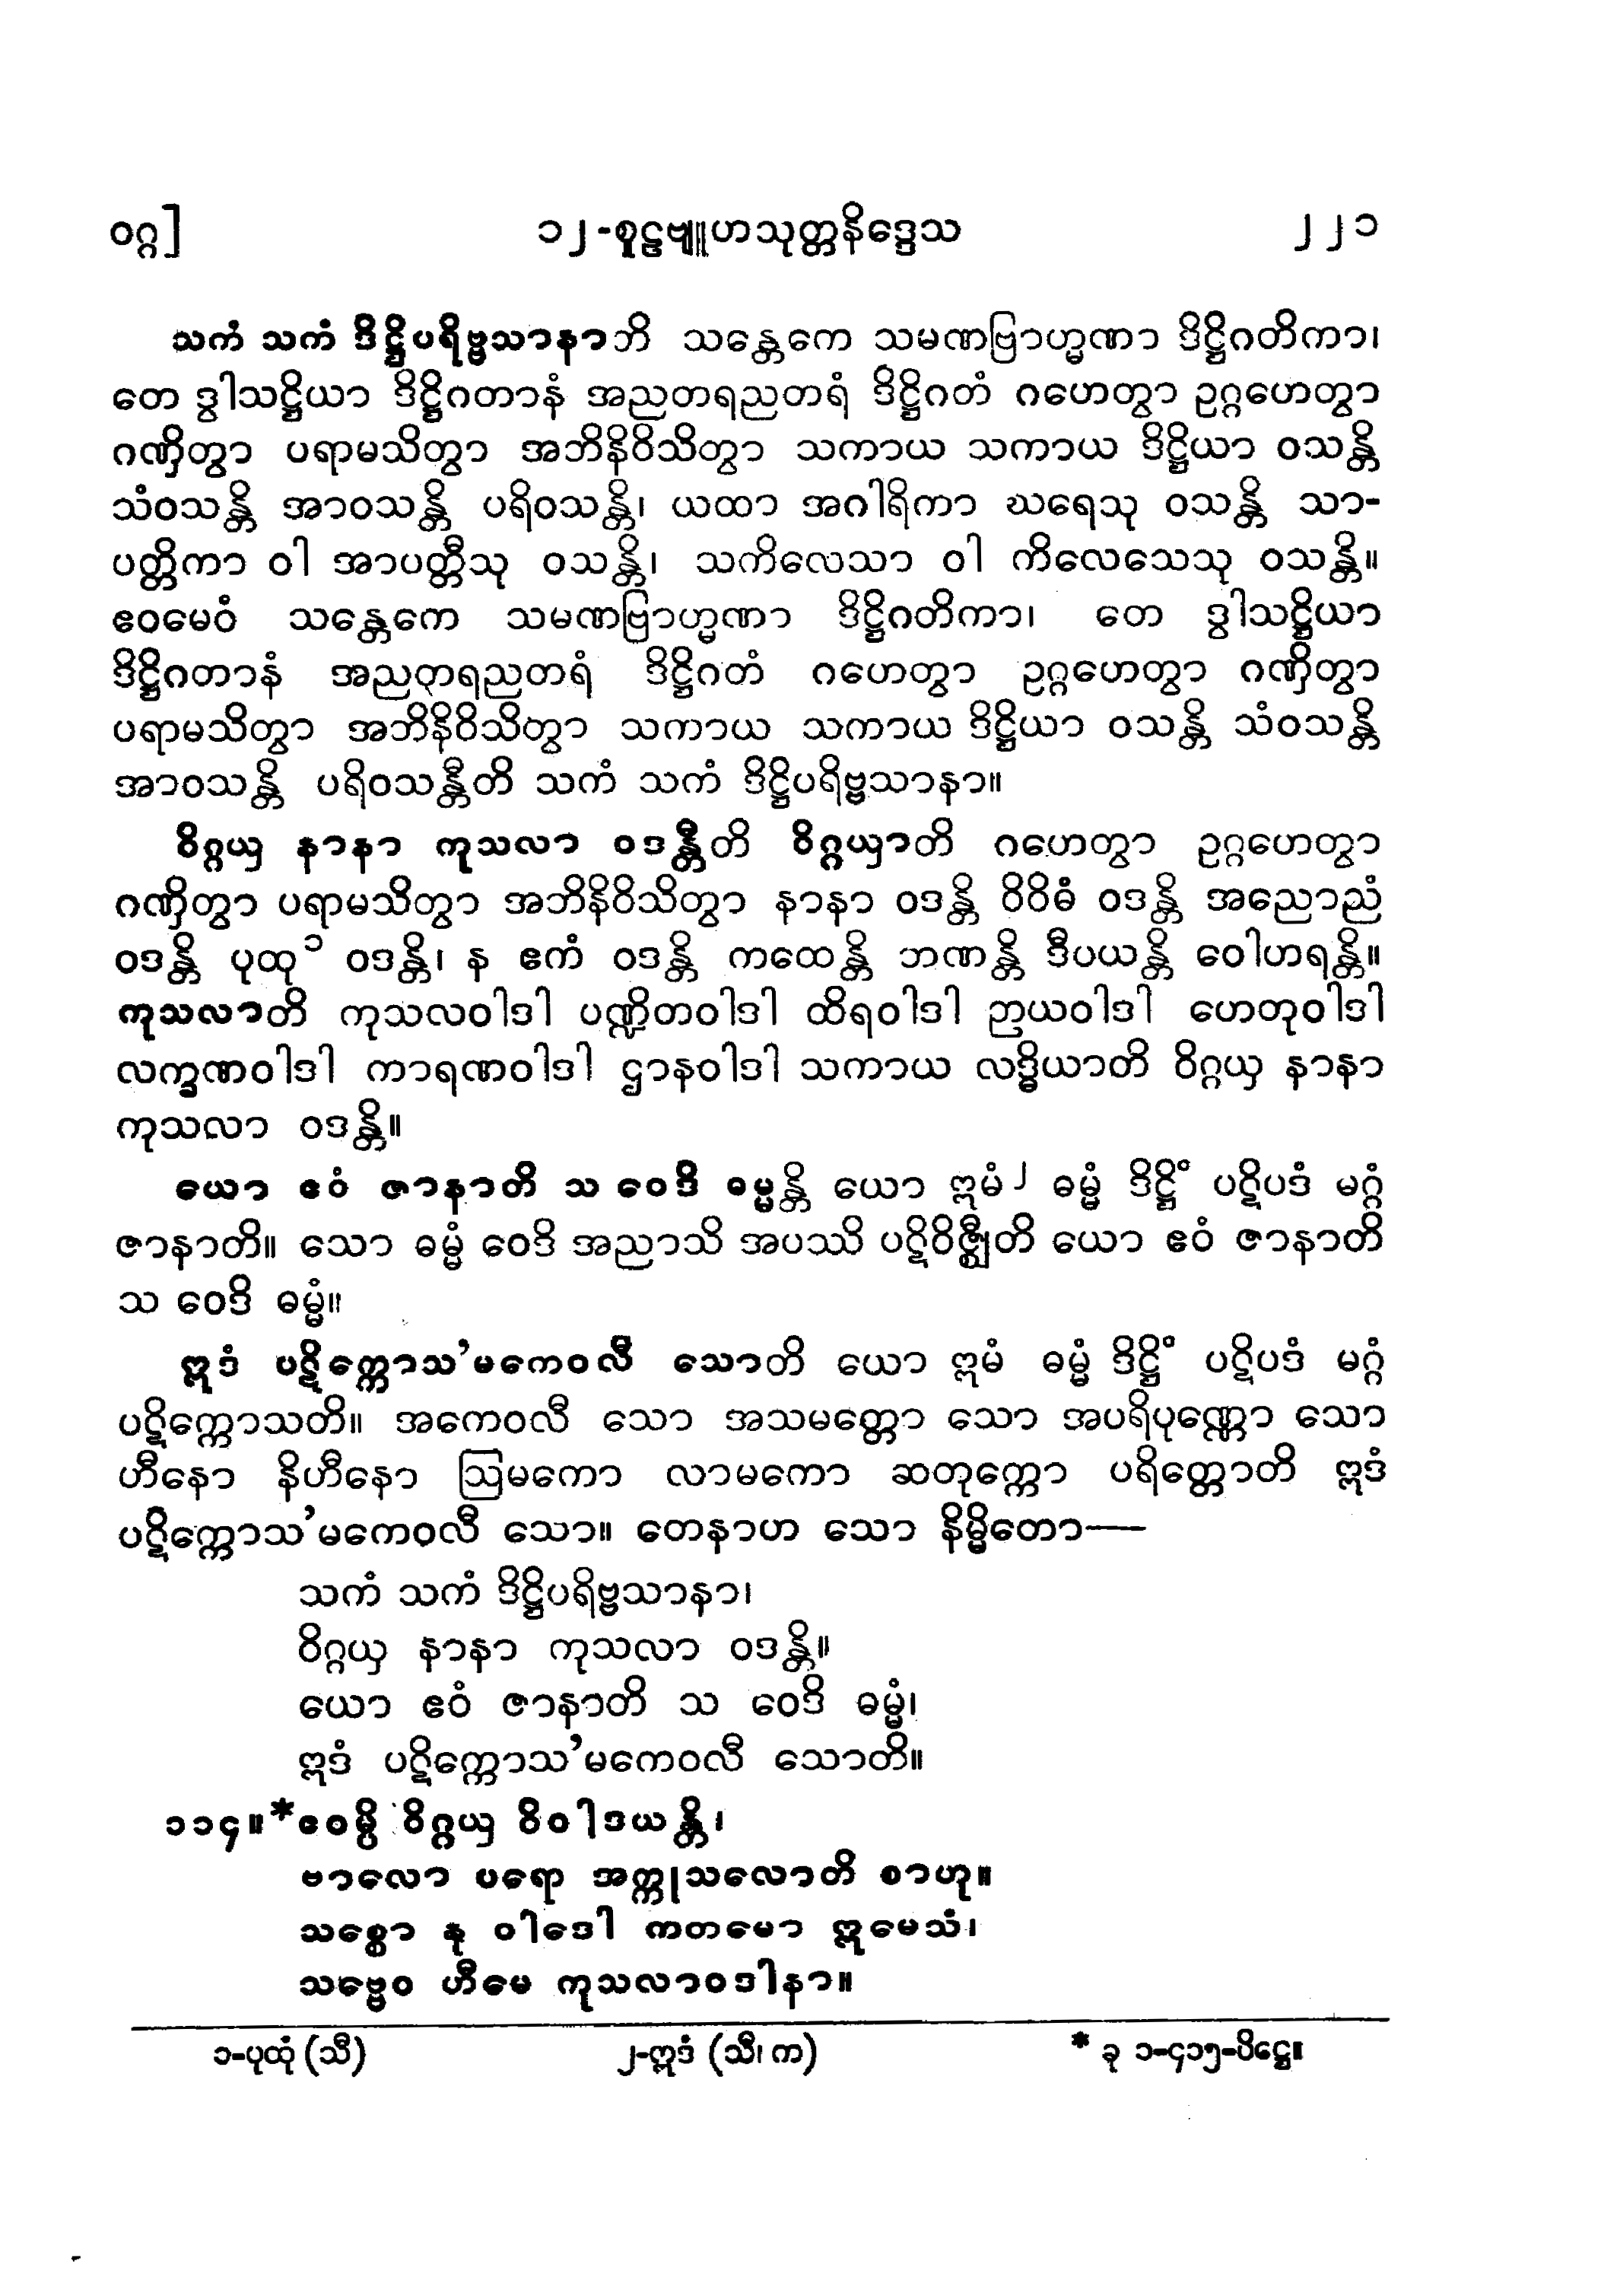 ဝဂ္ဂ]	၁၂-စူဠဗျူဟသုတ္တနိဒ္ဒေသ	၂၂၁
သကံ သကံ ဒိဋ္ဌိပရိဗ္ဗသာနာဘိ သန္တေကေ သမဏဗြာဟ္မဏာ ဒိဋ္ဌိဂတိကာ၊
တေ ဒွါသဋ္ဌိယာ ဒိဋ္ဌိဂတာနံ အညတရညတရံ ဒိဋ္ဌိဂတံ ဂဟေတွာ ဥဂ္ဂဟေတွာ
ဂဏှိတွာ ပရာမသိတွာ အဘိနိဝိသိတွာ သကာယ သကာယ ဒိဋ္ဌိယာ ဝသန္တိ
သံဝသန္တိ အာဝသန္တိ ပရိဝသန္တိ၊ ယထာ အဂါရိကာ ဃရေသု ဝသန္တိ သာ-
ပတ္တိကာ ဝါ အာပတ္တီသု ဝသန္တိ၊ သကိလေသာ ဝါ ကိလေသေသု ဝသန္တိ။
ဧဝမေဝံ သန္တေကေ သမဏဗြာဟ္မဏာ ဒိဋ္ဌိဂတိကာ၊ တေ ဒွါသဋ္ဌိယာ
ဒိဋ္ဌိဂတာနံ အညတရညတရံ ဒိဋ္ဌိဂတံ ဂဟေတွာ ဥဂ္ဂဟေတွာ ဂဏှိတွာ
ပရာမသိတွာ အဘိနိဝိသိတွာ သကာယ သကာယ ဒိဋ္ဌိယာ ဝသန္တိ သံဝသန္တိ
အာဝသန္တိ ပရိဝသန္တီတိ သကံ သကံ ဒိဋ္ဌိပရိဗ္ဗသာနာ။
ဝိဂ္ဂယှ နာနာ ကုသလာ ဝဒန္တီတိ ဝိဂ္ဂယှာတိ ဂဟေတွာ ဥဂ္ဂဟေတွာ
ဂဏှိတွာ ပရာမသိတွာ အဘိနိဝိသိတွာ နာနာ ဝဒန္တိ ဝိဝိဓံ ဝဒန္တိ အညောညံ
ဝဒန္တိ ပုထု၁ ဝဒန္တိ၊ န ဧကံ ဝဒန္တိ ကထေန္တိ ဘဏန္တိ ဒီပယန္တိ ဝေါဟရန္တိ။
ကုသလာတိ ကုသလဝါဒါ ပဏ္ဍိတဝါဒါ ထိရဝါဒါ ဉာယဝါဒါ ဟေတုဝါဒါ
လက္ခဏဝါဒါ ကာရဏဝါဒါ ဌာနဝါဒါ သကာယ လဒ္ဓိယာတိ ဝိဂ္ဂယှ နာနာ
ကုသလာ ဝဒန္တိ။
ယော ဧဝံ ဇာနာတိ သ ဝေဒိ ဓမ္မန္တိ ယော ဣမံ၂ ဓမ္မံ ဒိဋ္ဌိံ ပဋိပဒံ မဂ္ဂံ
ဇာနာတိ။ သော ဓမ္မံ ဝေဒိ အညာသိ အပဿိ ပဋိဝိဇ္ဈီတိ ယော ဧဝံ ဇာနာတိ
သ ဝေဒိ ဓမ္မံ။
ဣဒံ ပဋိက္ကောသ’မကေဝလီ သောတိ ယော ဣမံ ဓမ္မံ ဒိဋ္ဌိံ ပဋိပဒံ မဂ္ဂံ
ပဋိက္ကောသတိ။ အကေဝလီ သော အသမတ္တော သော အပရိပုဏ္ဏော သော
ဟီနော နိဟီနော ဩမကော လာမကော ဆတုက္ကော ပရိတ္တောတိ ဣဒံ
ပဋိက္ကောသ’မကေဝလီ သော။ တေနာဟ သော နိမ္မိတော—
သကံ သကံ ဒိဋ္ဌိပရိဗ္ဗသာနာ၊
ဝိဂ္ဂယှ နာနာ ကုသလာ ဝဒန္တိ။
ယော ဧဝံ ဇာနာတိ သ ဝေဒိ ဓမ္မံ၊
ဣဒံ ပဋိက္ကောသ’မကေဝလီ သောတိ။
၁၁၄။*ဧဝမ္ပိ ဝိဂ္ဂယှ ဝိဝါဒယန္တိ၊
ဗာလော ပရော အက္ကုသလောတိ စာဟု။
သစ္စော နု ဝါဒေါ ကတမော ဣမေသံ၊
သဗ္ဗေဝ ဟီမေ ကုသလာဝဒါနာ။
၁-ပုထုံ (သီ)	၂-ဣဒံ (သီ၊ က)	* ခု ၁-၄၁၅-ပိဋ္ဌေ။